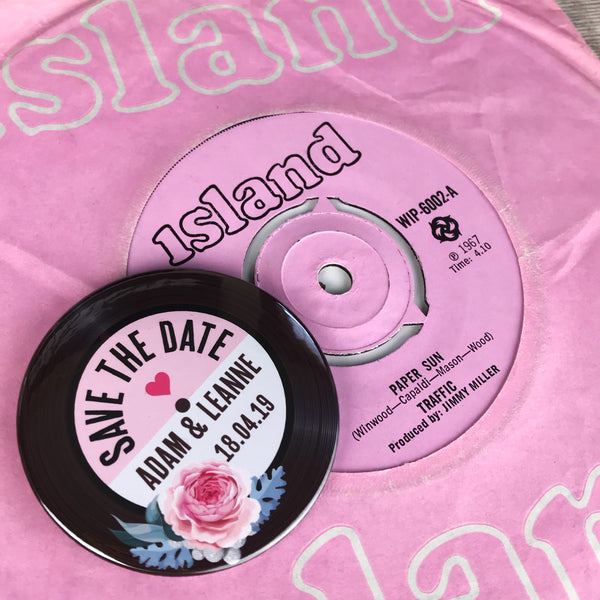 island
island
WIP-6002-A
℗ 1967
Time: 4.10
PAPER SUN
(Winwood—Capaldi—Mason—Wood)
TRAFFIC
Produced by: JIMMY MILLER
SAVE THE DATE
ADAM & LEANNE
18.04.19
island